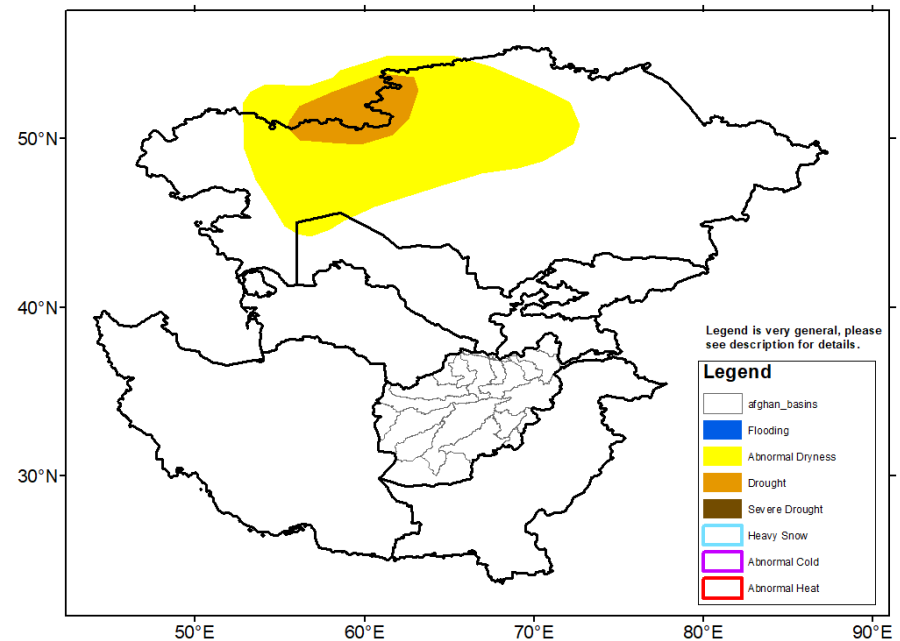 50°N
40°N
30°N
Legend is very general, please
see description for details.
Legend
afghan_basins
Flooding
Abnormal Dryness
Drought
Severe Drought
Heavy Snow
Abnormal Cold
Abnormal Heat
50°E
60°E
70°E
80°E
90°E